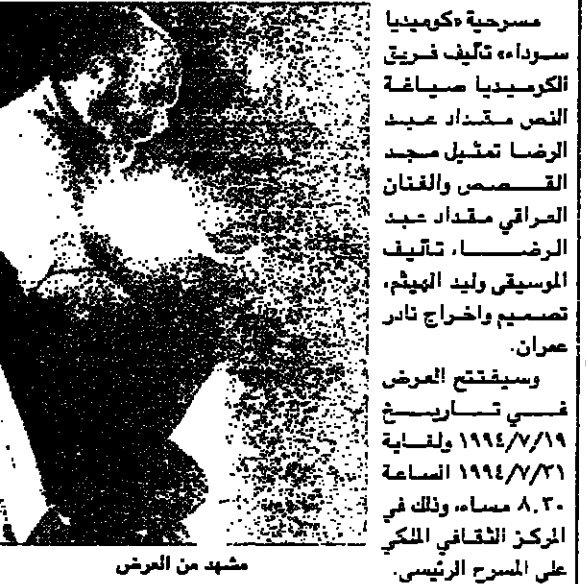 مسرحية «كوميديا
سوداء» تأليف فريق
الكوميديا صياغة
النص مقداد عبد
الرضا تمثيل مجد
القصص والفنان
العراقي مقداد عبد
الرضا، تأليف
الموسيقى وليد الهيثم،
تصميم واخراج نادر
عمران.
وسيفتتح العرض
في تاريخ
١٩٩٤/٧/١٩ ولغاية
١٩٩٤/٧/٢١ الساعة
٨,٣٠ مساء، وذلك في
المركز الثقافي الملكي
على المسرح الرئيسي.
مشهد من العرض